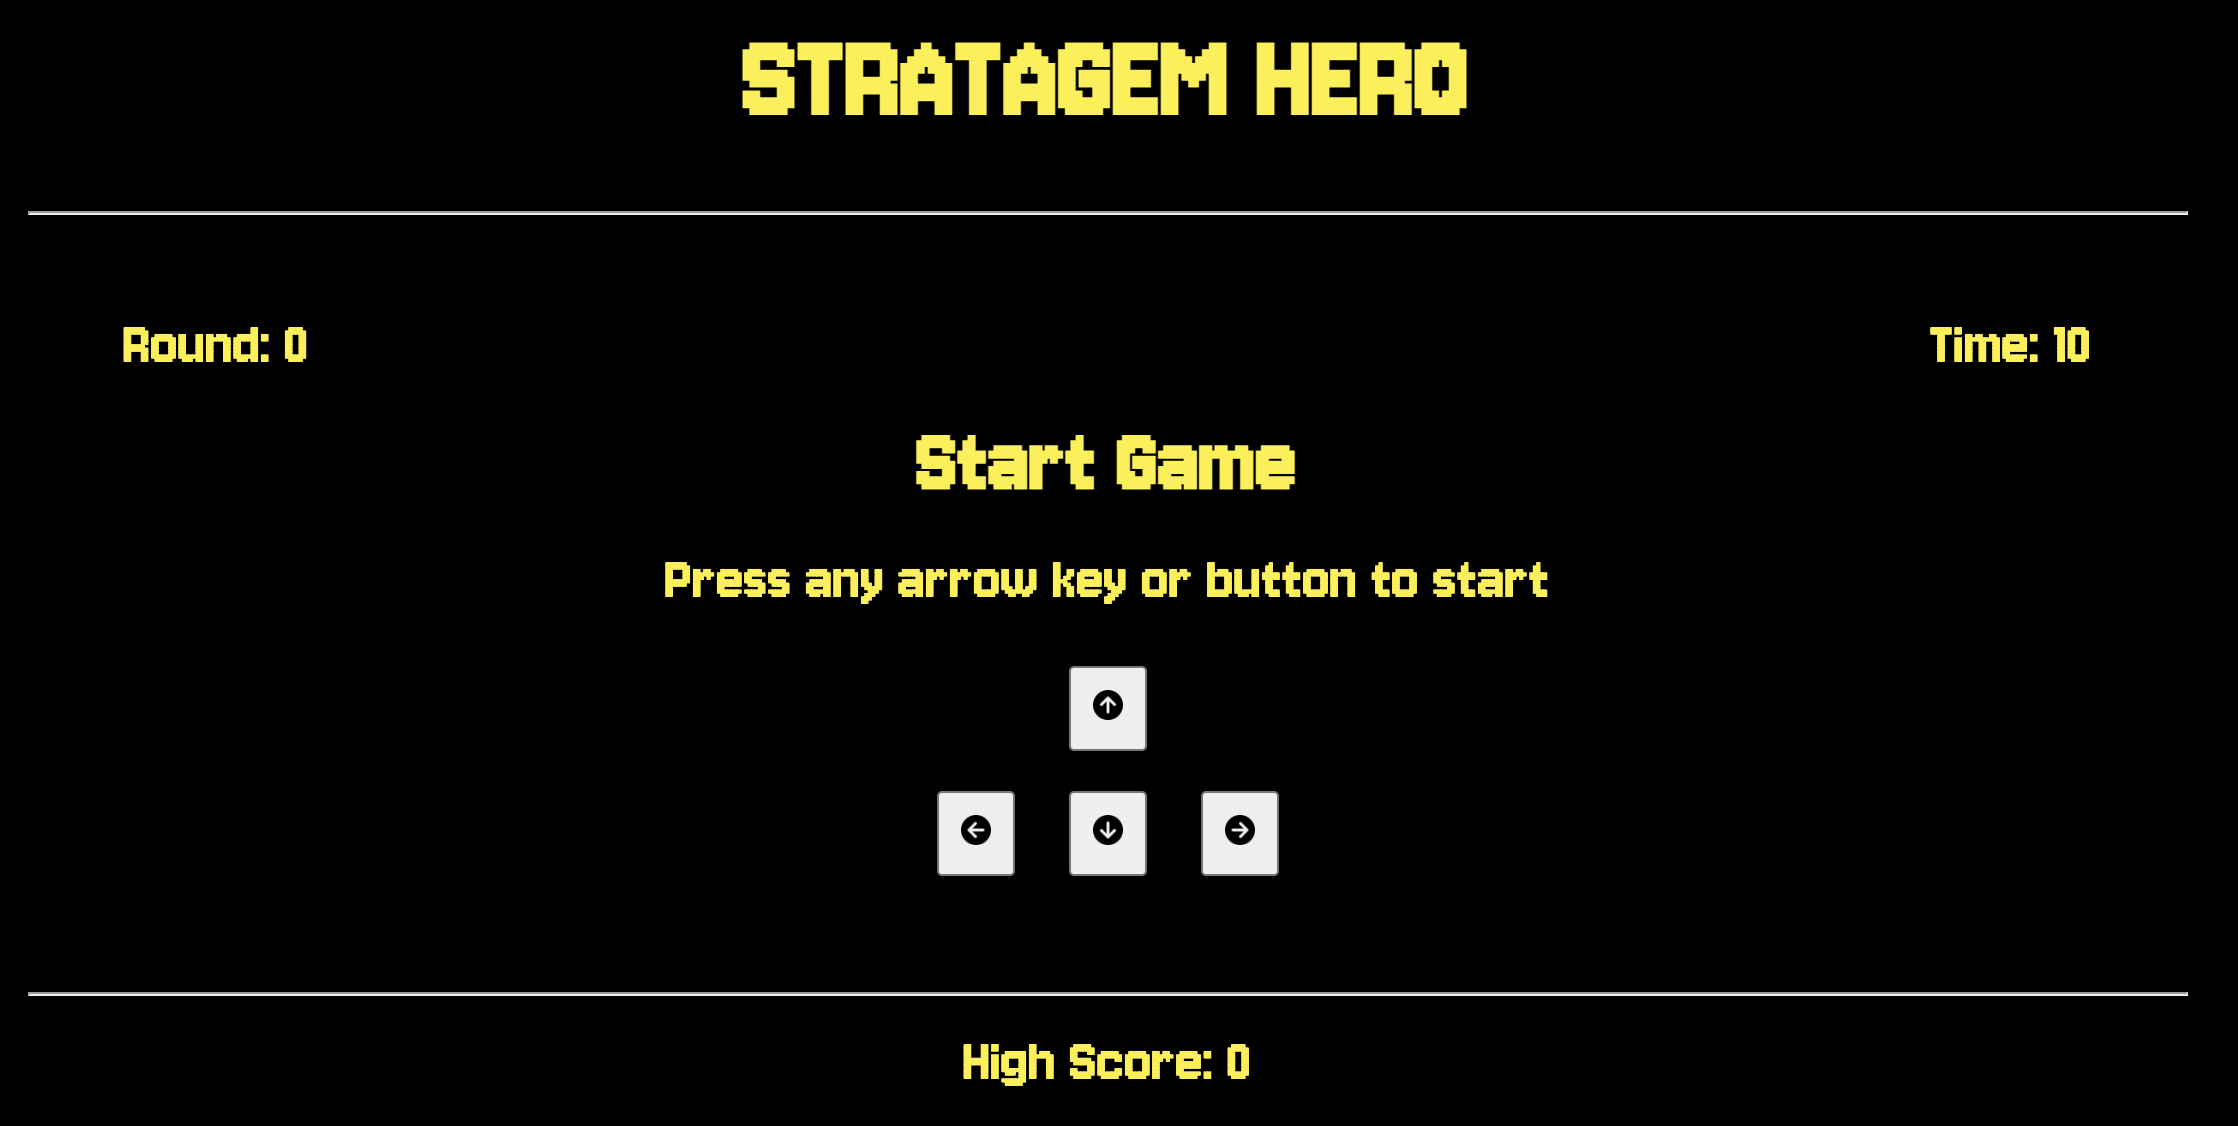 STRATAGEM HERO
Round: 0
Time: 10
Start Game
Press any arrow key or button to start
High Score: 0